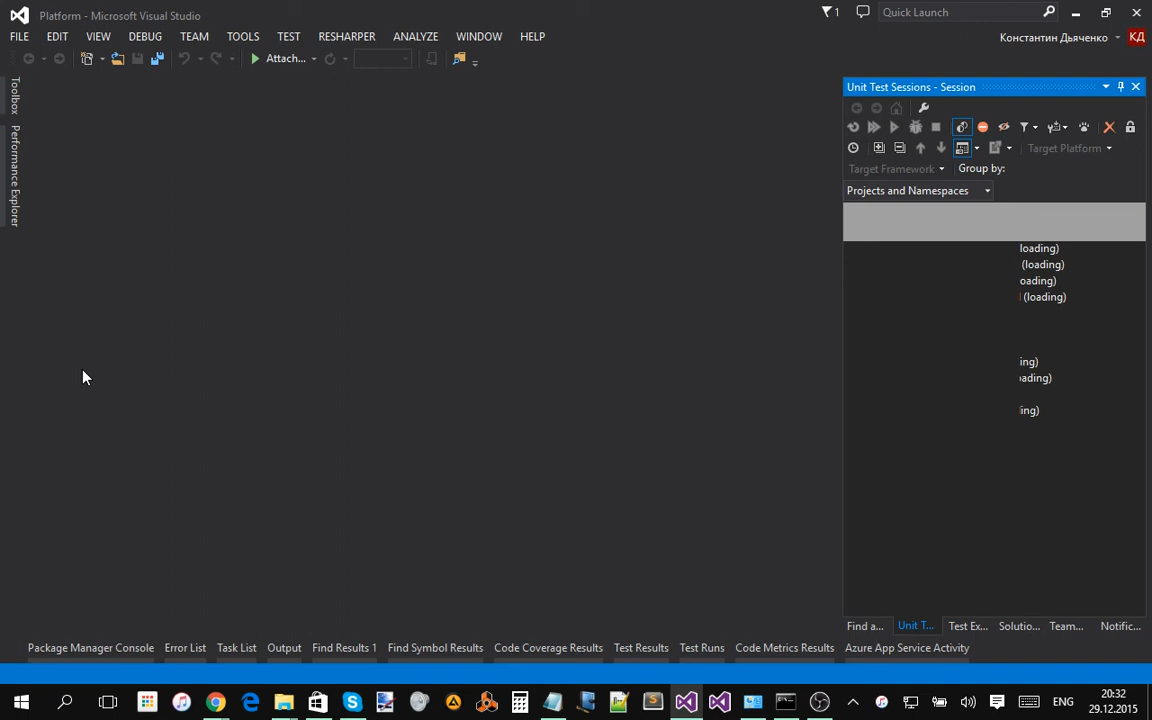 Platform - Microsoft Visual Studio
1
Quick Launch
FILE EDIT VIEW DEBUG TEAM TOOLS TEST RESHARPER ANALYZE WINDOW HELP
Константин Дьяченко КД
Attach...
Toolbox
Performance Explorer
Unit Test Sessions - Session
Target Platform
Target Framework Group by:
Projects and Namespaces
loading)
(loading)
oading)
(loading)
ing)
oading)
ing)
Find a... Unit T... Test Ex... Solutio... Team... Notific...
Package Manager Console Error List Task List Output Find Results 1 Find Symbol Results Code Coverage Results Test Results Test Runs Code Metrics Results Azure App Service Activity
ENG
20:32
29.12.2015